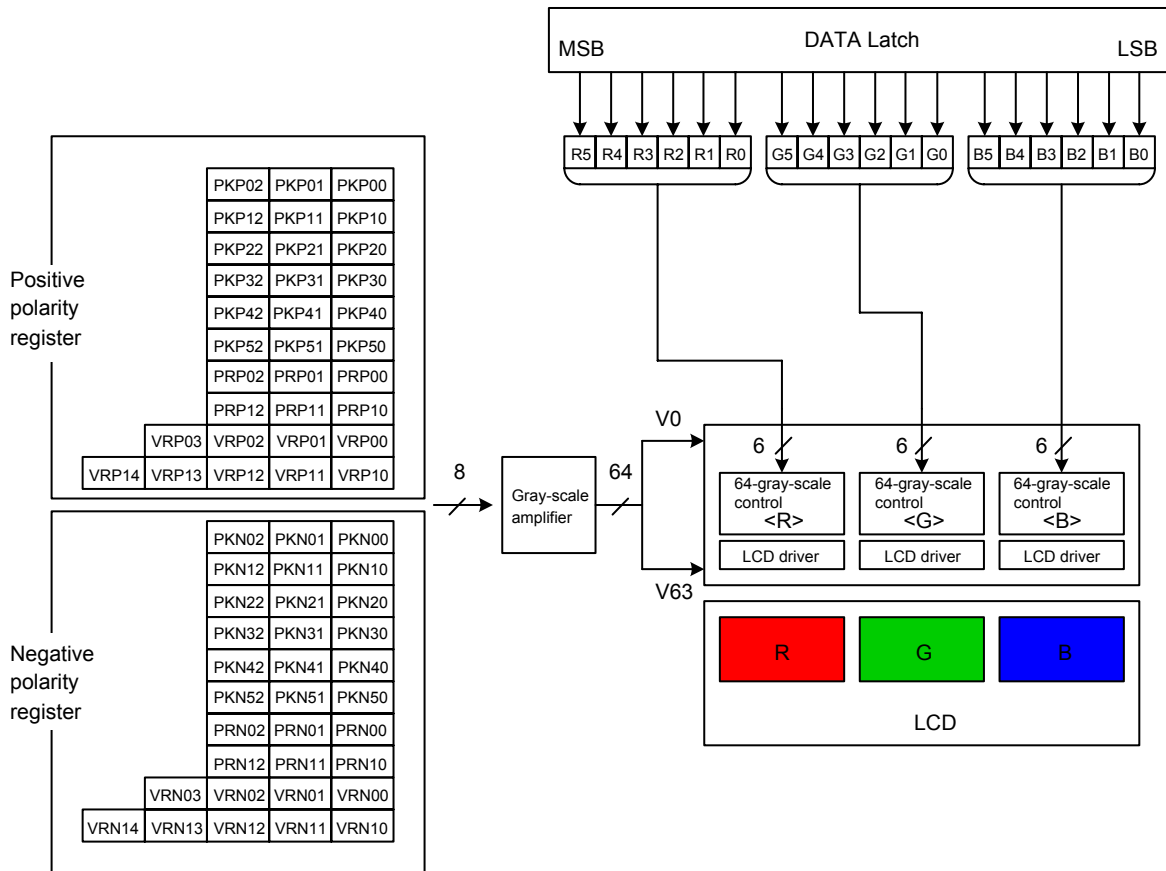 DATA Latch
MSB LSB
R5 R4 R3 R2 R1 R0 G5 G4 G3 G2 G1 G0 B5 B4 B3 B2 B1 B0
Positive
polarity
register
PKP02 PKP01 PKP00
PKP12 PKP11 PKP10
PKP22 PKP21 PKP20
PKP32 PKP31 PKP30
PKP42 PKP41 PKP40
PKP52 PKP51 PKP50
PRP02 PRP01 PRP00
PRP12 PRP11 PRP10
VRP03 VRP02 VRP01 VRP00
VRP14 VRP13 VRP12 VRP11 VRP10
Negative
polarity
register
PKN02 PKN01 PKN00
PKN12 PKN11 PKN10
PKN22 PKN21 PKN20
PKN32 PKN31 PKN30
PKN42 PKN41 PKN40
PKN52 PKN51 PKN50
PRN02 PRN01 PRN00
PRN12 PRN11 PRN10
VRN03 VRN02 VRN01 VRN00
VRN14 VRN13 VRN12 VRN11 VRN10
8
Gray-scale
amplifier
64
V0
V63
6 6 6
64-gray-scale
control
<R>
64-gray-scale
control
<G>
64-gray-scale
control
<B>
LCD driver LCD driver LCD driver
R G B
LCD